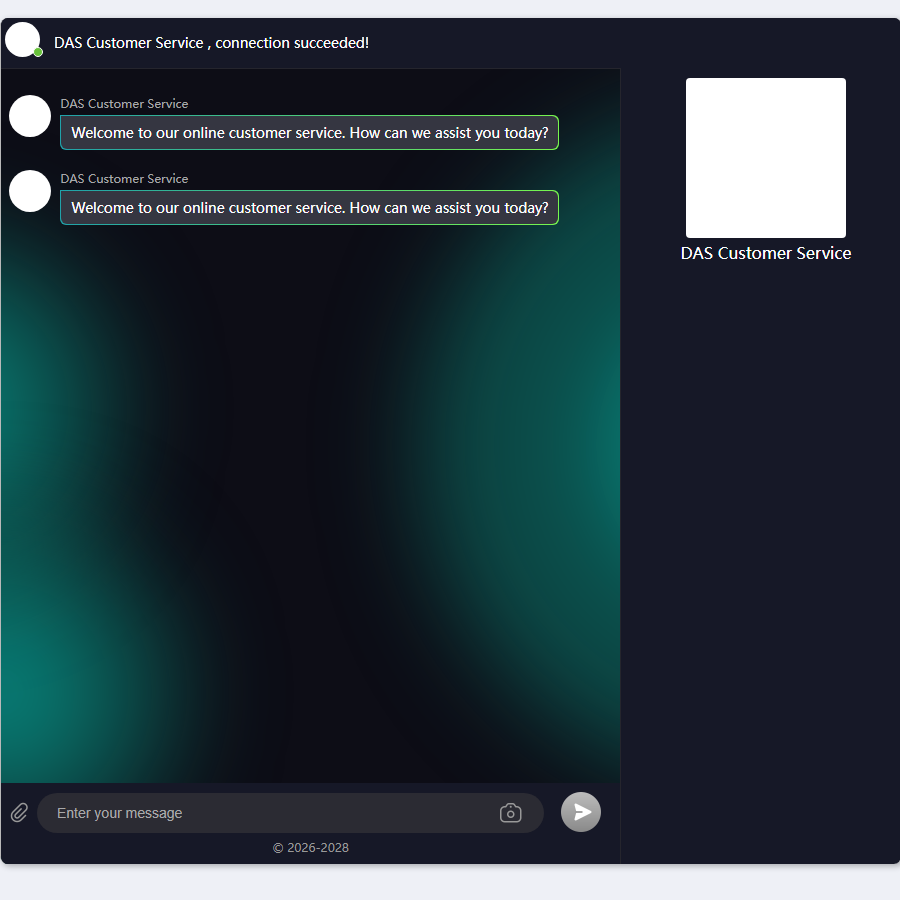 DAS Customer Service , connection succeeded!
DAS Customer Service
Welcome to our online customer service. How can we assist you today?
DAS Customer Service
Welcome to our online customer service. How can we assist you today?
DAS Customer Service
Enter your message
© 2026-2028